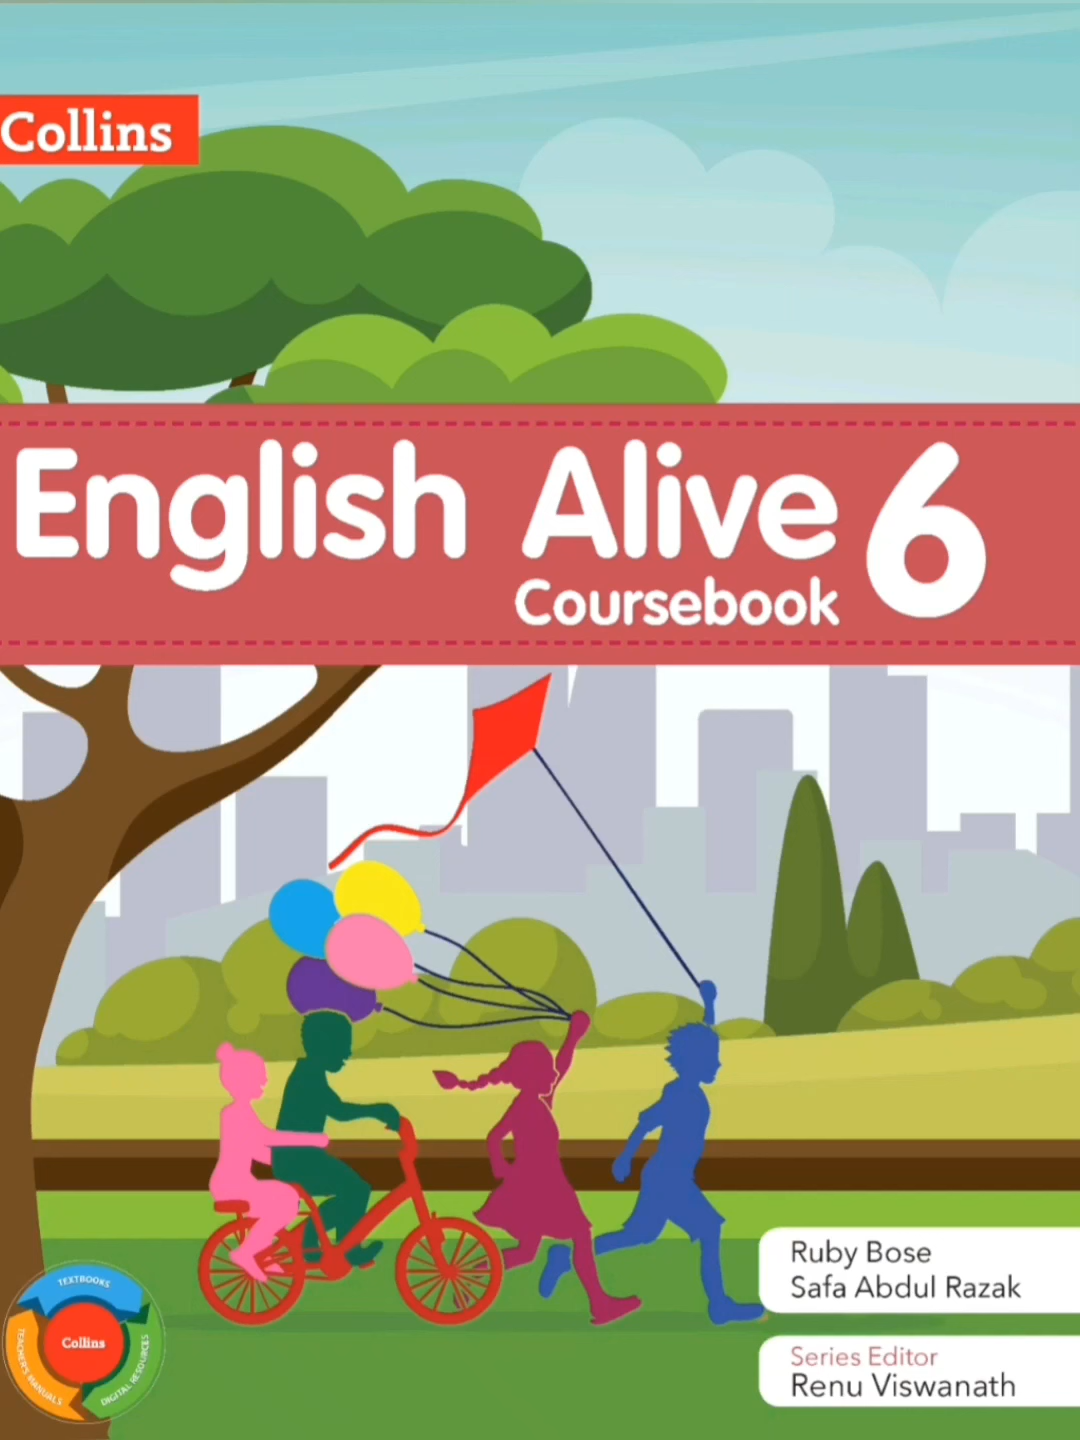 Collins
English Alive 6
Coursebook
Ruby Bose
Safa Abdul Razak
Series Editor
Renu Viswanath
TEXTBOOKS
Collins
TEACHER'S MANUALS
DIGITAL RESOURCES